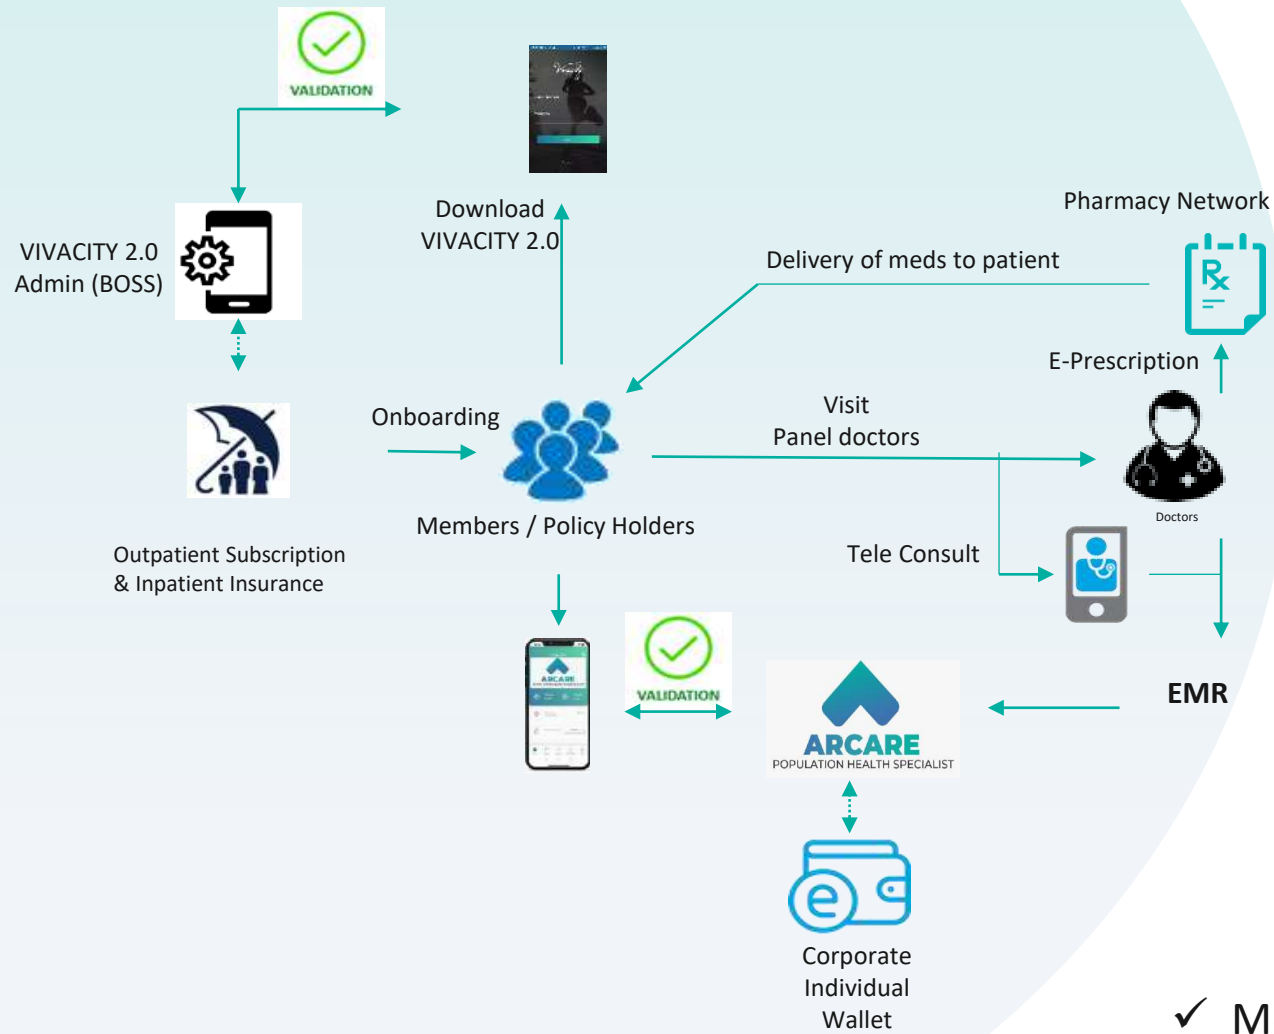 VALIDATION
Pharmacy Network
Download
VIVACITY 2.0
VIVACITY 2.0
Admin (BOSS)
Delivery of meds to patient
E-Prescription
Onboarding
Visit
Panel doctors
Doctors
Members / Policy Holders
Outpatient Subscription
& Inpatient Insurance
Tele Consult
ARCARE
VALIDATION
EMR
ARCARE
POPULATION HEALTH SPECIALIST
e
Corporate
Individual
Wallet
✓ M
Rx